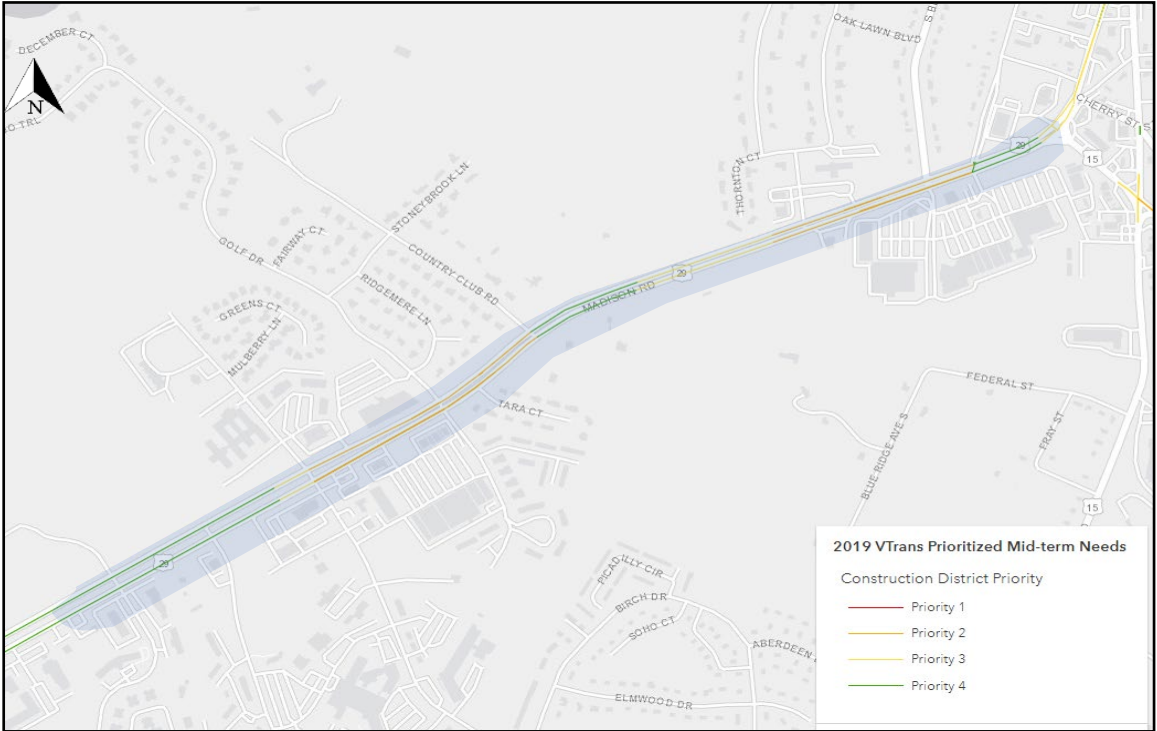 DECEMBER CT
N
OAK LAWN BLVD
S B
CHERRY ST S
29
15
THORNTON CT
STONEYBROOK LN
FAIRWAY CT
GOLF DR
COUNTRY CLUB RD
RIDGEMERE LN
GREENS CT
MULBERRY LN
29
MADISON RD
TARA CT
FEDERAL ST
FRAY ST
BLUE RIDGE AVE S
15
29
PICADILLY CIR
BIRCH DR
SOHO CT
ABERDEEN
ELMWOOD DR
2019 VTrans Prioritized Mid-term Needs
Construction District Priority
Priority 1
Priority 2
Priority 3
Priority 4